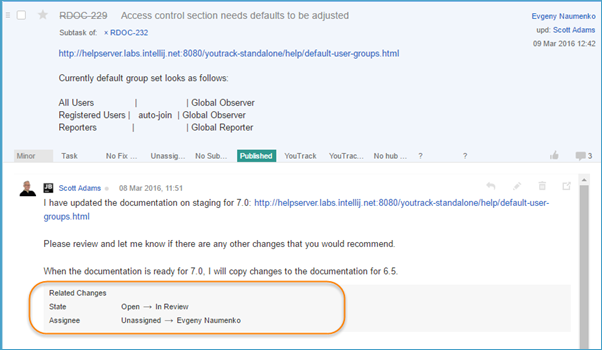 RDOC-229 Access control section needs defaults to be adjusted
Evgeny Naumenko
Subtask of: × RDOC-232
upd: Scott Adams
09 Mar 2016 12:42
http://helpserver.labs.intellij.net:8080/youtrack-standalone/help/default-user-groups.html
Currently default group set looks as follows:
All Users | | Global Observer
Registered Users | auto-join | Global Observer
Reporters | | Global Reporter
Minor Task No Fix ... Unassig... No Sub... Published YouTrack YouTrac... No hub ... ? ? 3
JB Scott Adams 08 Mar 2016, 11:51
I have updated the documentation on staging for 7.0: http://helpserver.labs.intellij.net:8080/youtrack-standalone/help/default-user-
groups.html
Please review and let me know if there are any other changes that you would recommend.
When the documentation is ready for 7.0, I will copy changes to the documentation for 6.5.
Related Changes
State Open → In Review
Assignee Unassigned → Evgeny Naumenko